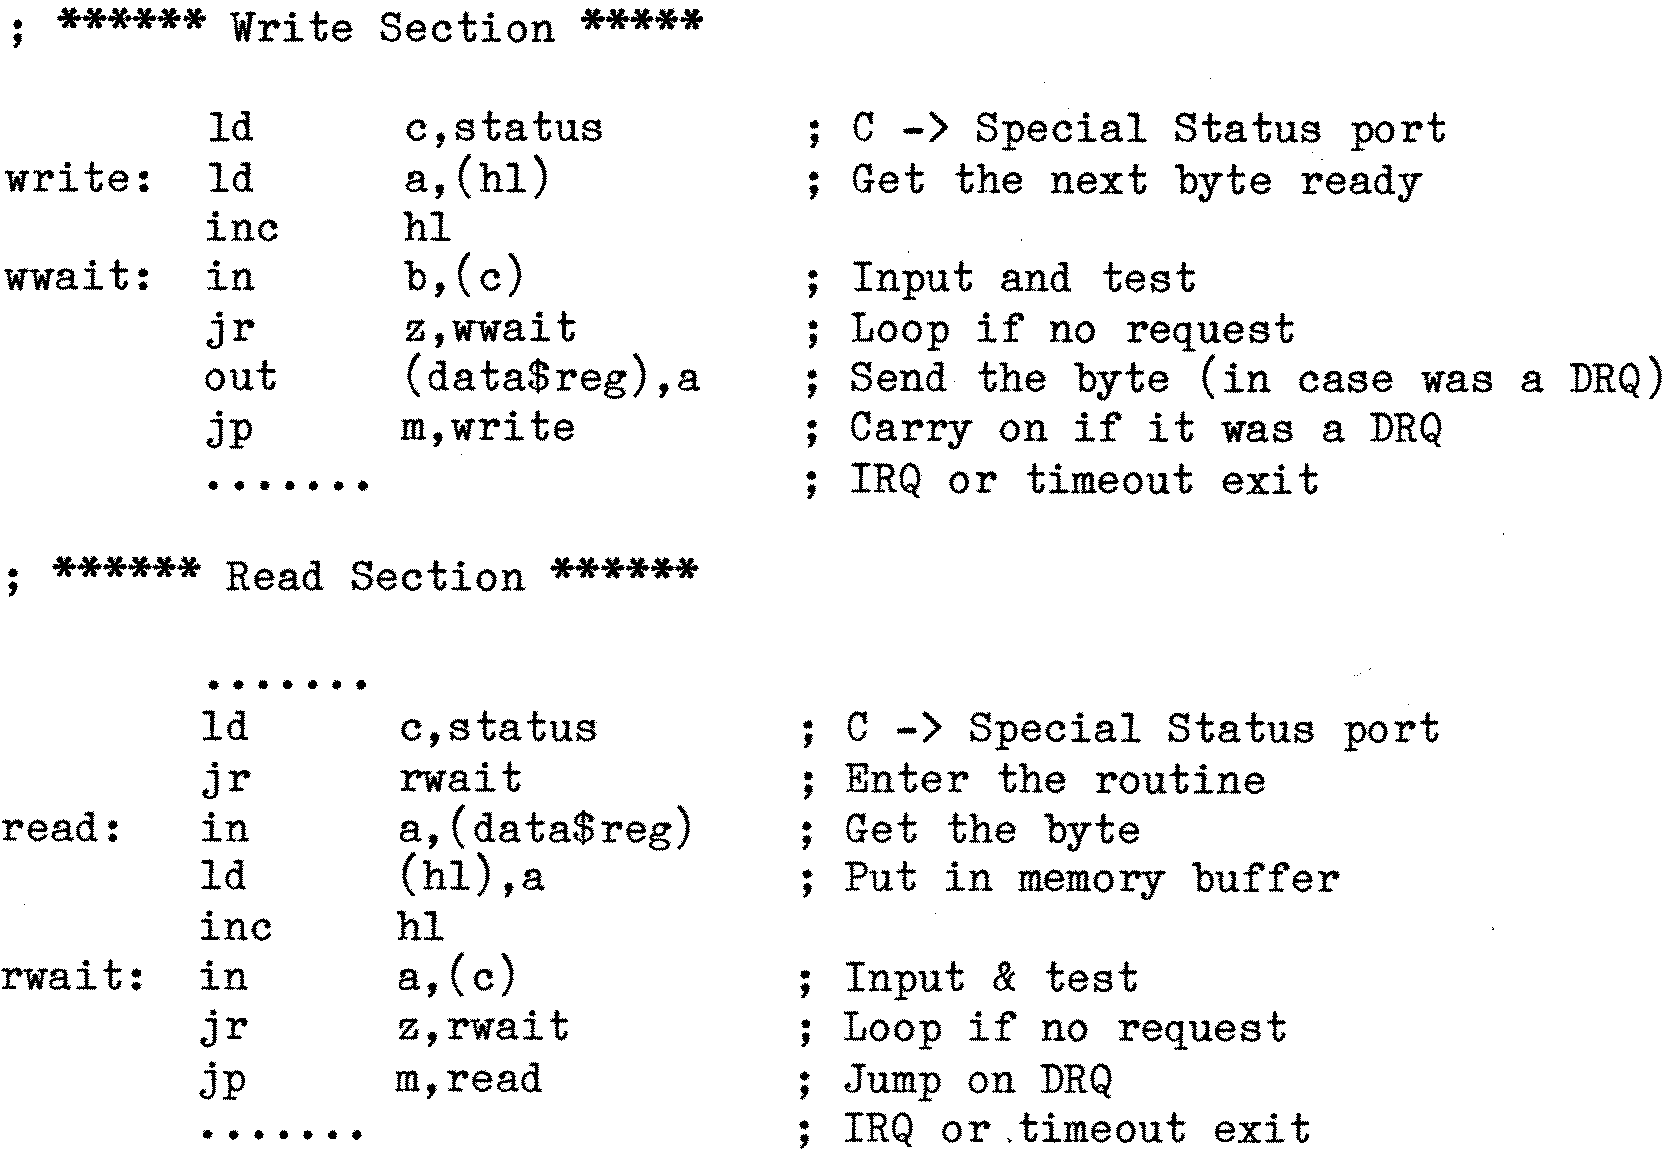 ; ****** Write Section *****
        ld      c,status        ; C -> Special Status port
write:  ld      a,(hl)          ; Get the next byte ready
        inc     hl
wwait:  in      b,(c)           ; Input and test
        jr      z,wwait         ; Loop if no request
        out     (data$reg),a    ; Send the byte (in case was a DRQ)
        jp      m,write         ; Carry on if it was a DRQ
        .......                 ; IRQ or timeout exit
; ****** Read Section ******
        .......
        ld      c,status        ; C -> Special Status port
        jr      rwait           ; Enter the routine
read:   in      a,(data$reg)    ; Get the byte
        ld      (hl),a          ; Put in memory buffer
        inc     hl
rwait:  in      a,(c)           ; Input & test
        jr      z,rwait         ; Loop if no request
        jp      m,read          ; Jump on DRQ
        .......                 ; IRQ or timeout exit